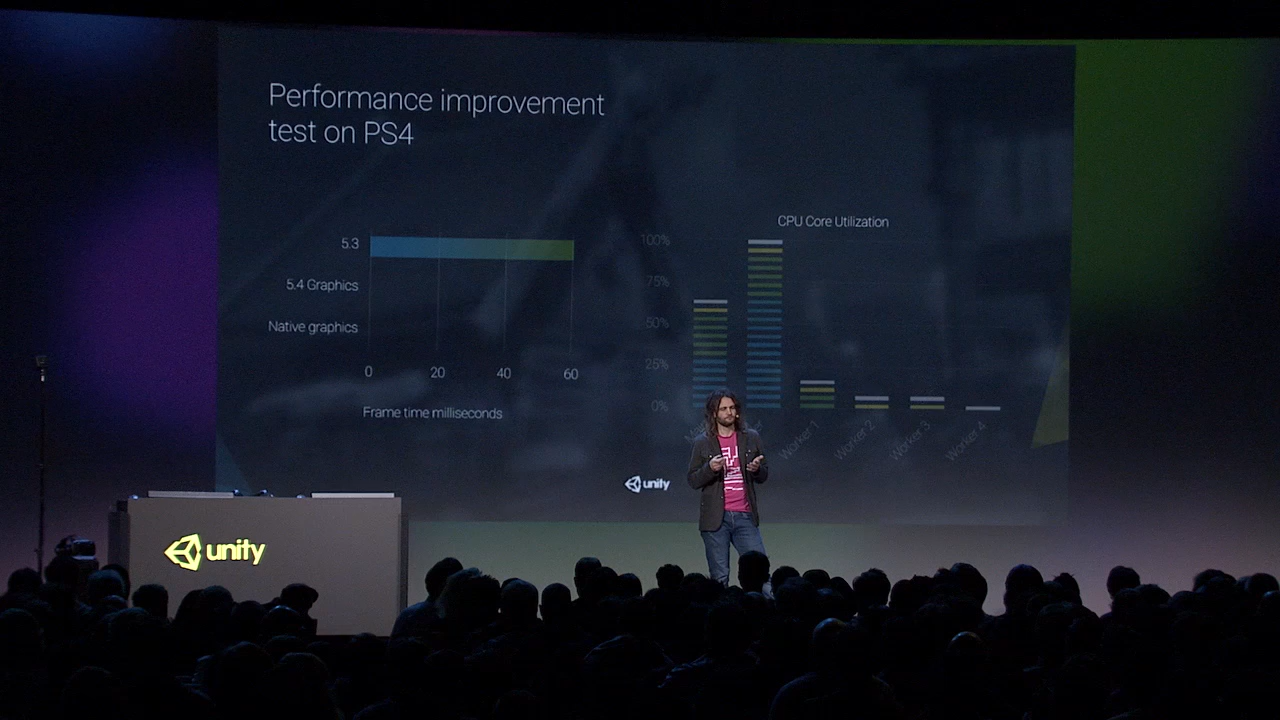 Performance improvement
test on PS4
CPU Core Utilization
5.3
5.4 Graphics
Native graphics
0
20
40
60
Frame time milliseconds
100%
75%
50%
25%
0%
Worker 1
Worker 2
Worker 3
Worker 4
unity
unity